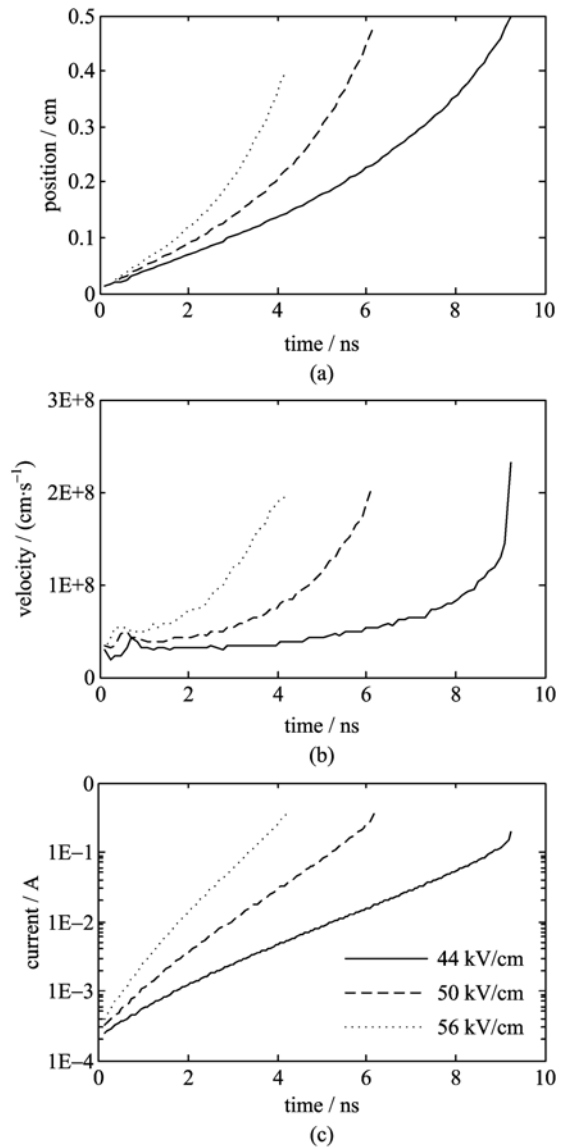 0.5
0.4
0.3
0.2
0.1
0
position / cm
0 2 4 6 8 10
time / ns
(a)
3E+8
2E+8
1E+8
0
velocity / (cm·s⁻¹)
0 2 4 6 8 10
time / ns
(b)
0
1E−1
1E−2
1E−3
1E−4
current / A
44 kV/cm
50 kV/cm
56 kV/cm
0 2 4 6 8 10
time / ns
(c)